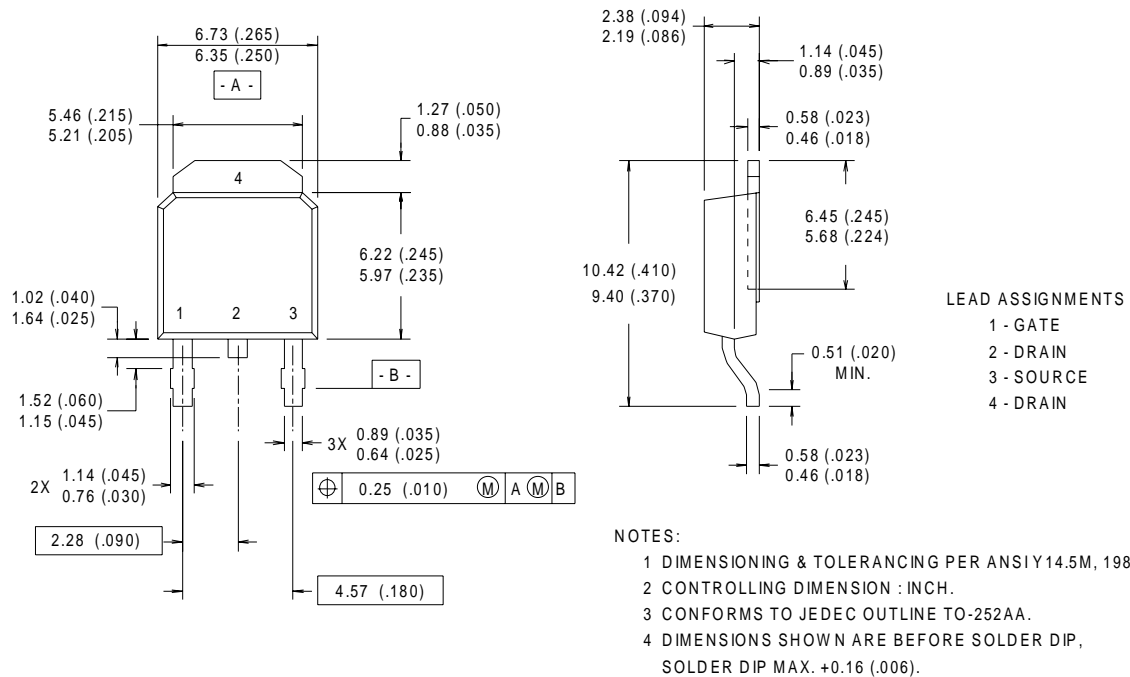 6.73 (.265)
6.35 (.250)
- A -
5.46 (.215)
5.21 (.205)
1.27 (.050)
0.88 (.035)
4
6.22 (.245)
5.97 (.235)
1.02 (.040)
1.64 (.025)
1 2 3
- B -
1.52 (.060)
1.15 (.045)
3X 0.89 (.035)
0.64 (.025)
2X 1.14 (.045)
0.76 (.030)
0.25 (.010) M A M B
2.28 (.090)
4.57 (.180)
2.38 (.094)
2.19 (.086)
1.14 (.045)
0.89 (.035)
0.58 (.023)
0.46 (.018)
6.45 (.245)
5.68 (.224)
10.42 (.410)
9.40 (.370)
0.51 (.020)
MIN.
0.58 (.023)
0.46 (.018)
LEAD ASSIGNMENTS
1 - GATE
2 - DRAIN
3 - SOURCE
4 - DRAIN
NOTES:
1 DIMENSIONING & TOLERANCING PER ANSI Y14.5M, 198
2 CONTROLLING DIMENSION : INCH.
3 CONFORMS TO JEDEC OUTLINE TO-252AA.
4 DIMENSIONS SHOWN ARE BEFORE SOLDER DIP,
SOLDER DIP MAX. +0.16 (.006).